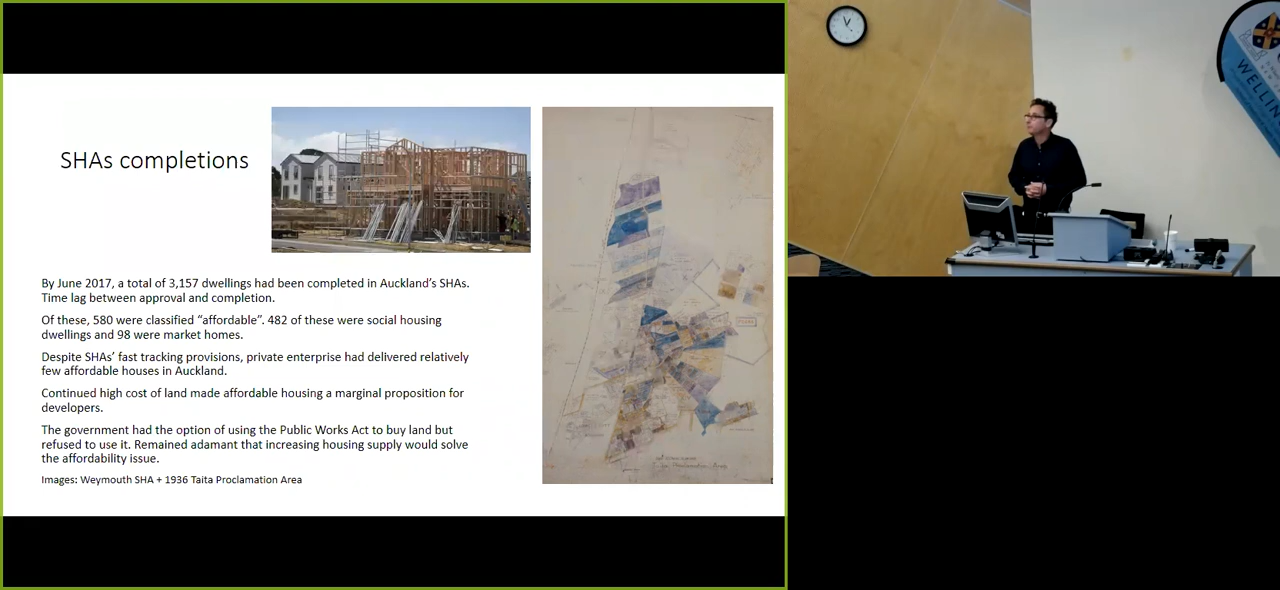 SHAs completions
By June 2017, a total of 3,157 dwellings had been completed in Auckland's SHAs.
Time lag between approval and completion.
Of these, 580 were classified “affordable”. 482 of these were social housing
dwellings and 98 were market homes.
Despite SHAs’ fast tracking provisions, private enterprise had delivered relatively
few affordable houses in Auckland.
Continued high cost of land made affordable housing a marginal proposition for
developers.
The government had the option of using the Public Works Act to buy land but
refused to use it. Remained adamant that increasing housing supply would solve
the affordability issue.
Images: Weymouth SHA + 1936 Taita Proclamation Area
WELLIN